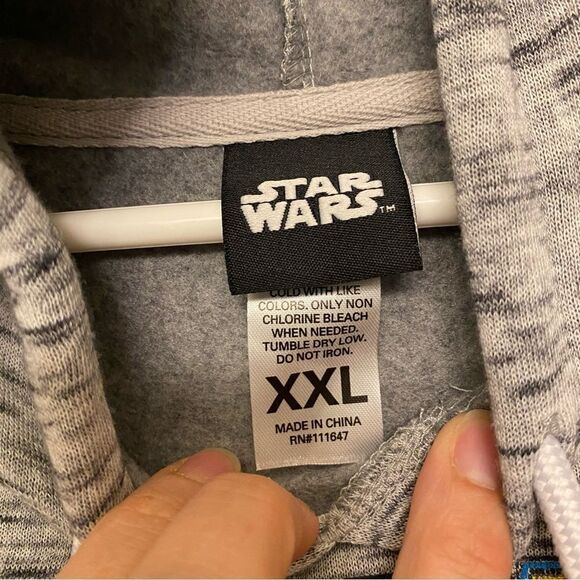 STAR
WARS™
COLD WITH LIKE
COLORS. ONLY NON
CHLORINE BLEACH
WHEN NEEDED.
TUMBLE DRY LOW.
DO NOT IRON.
XXL
MADE IN CHINA
RN#111647